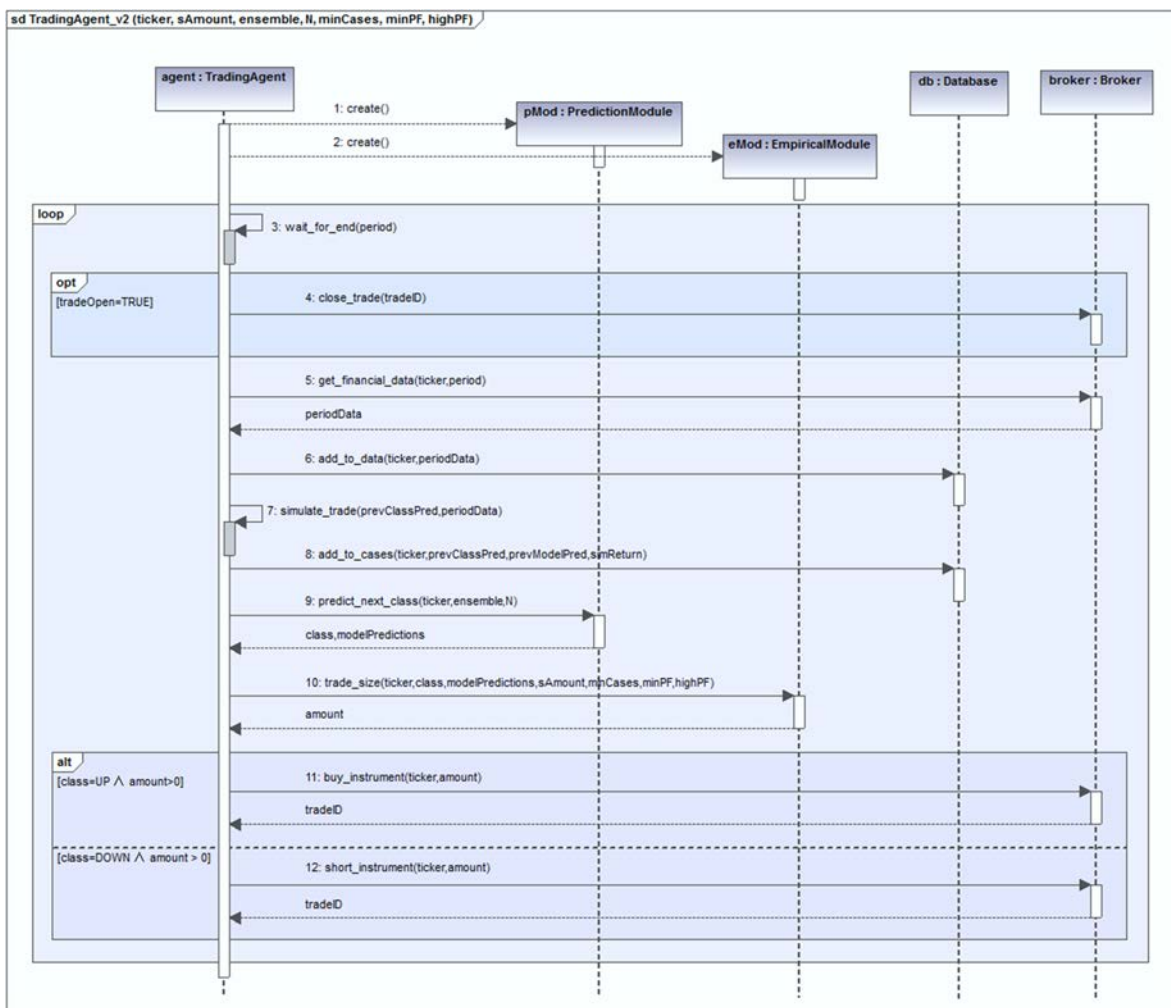 sd TradingAgent_v2 (ticker, sAmount, ensemble, N, minCases, minPF, highPF)
agent : TradingAgent
db : Database
broker : Broker
1: create()
pMod : PredictionModule
2: create()
eMod : EmpiricalModule
loop
3: wait_for_end(period)
opt
[tradeOpen=TRUE]
4: close_trade(tradeID)
5: get_financial_data(ticker,period)
periodData
6: add_to_data(ticker,periodData)
7: simulate_trade(prevClassPred,periodData)
8: add_to_cases(ticker,prevClassPred,prevModelPred,simReturn)
9: predict_next_class(ticker,ensemble,N)
class,modelPredictions
10: trade_size(ticker,class,modelPredictions,sAmount,minCases,minPF,highPF)
amount
alt
[class=UP ∧ amount>0]
11: buy_instrument(ticker,amount)
tradeID
[class=DOWN ∧ amount > 0]
12: short_instrument(ticker,amount)
tradeID